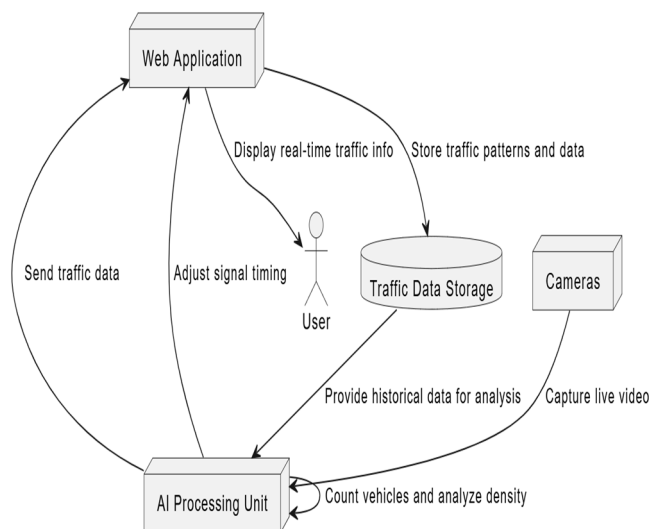 Web Application
Display real-time traffic info
Store traffic patterns and data
Send traffic data
Adjust signal timing
User
Traffic Data Storage
Cameras
Provide historical data for analysis
Capture live video
AI Processing Unit
Count vehicles and analyze density